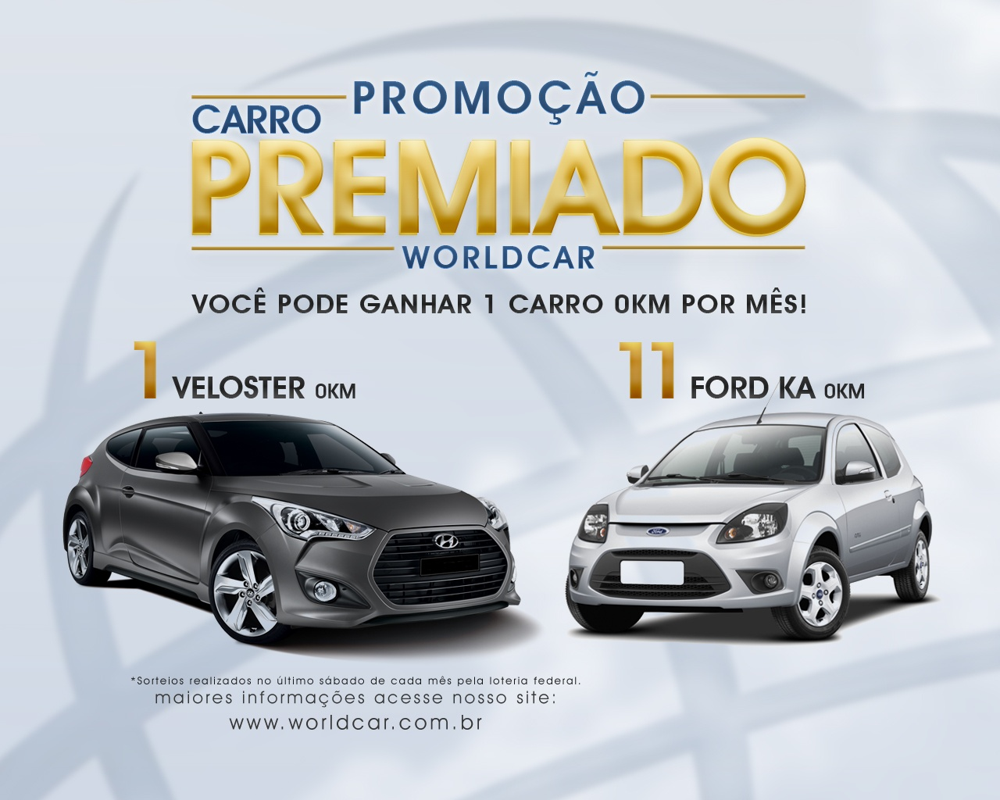 PROMOÇÃO
CARRO
PREMIADO
WORLDCAR
VOCÊ PODE GANHAR 1 CARRO 0KM POR MÊS!
1 VELOSTER 0KM
11 FORD KA 0KM
Ford
*Sorteios realizados no último sábado de cada mês pela loteria federal.
maiores informações acesse nosso site:
www.worldcar.com.br